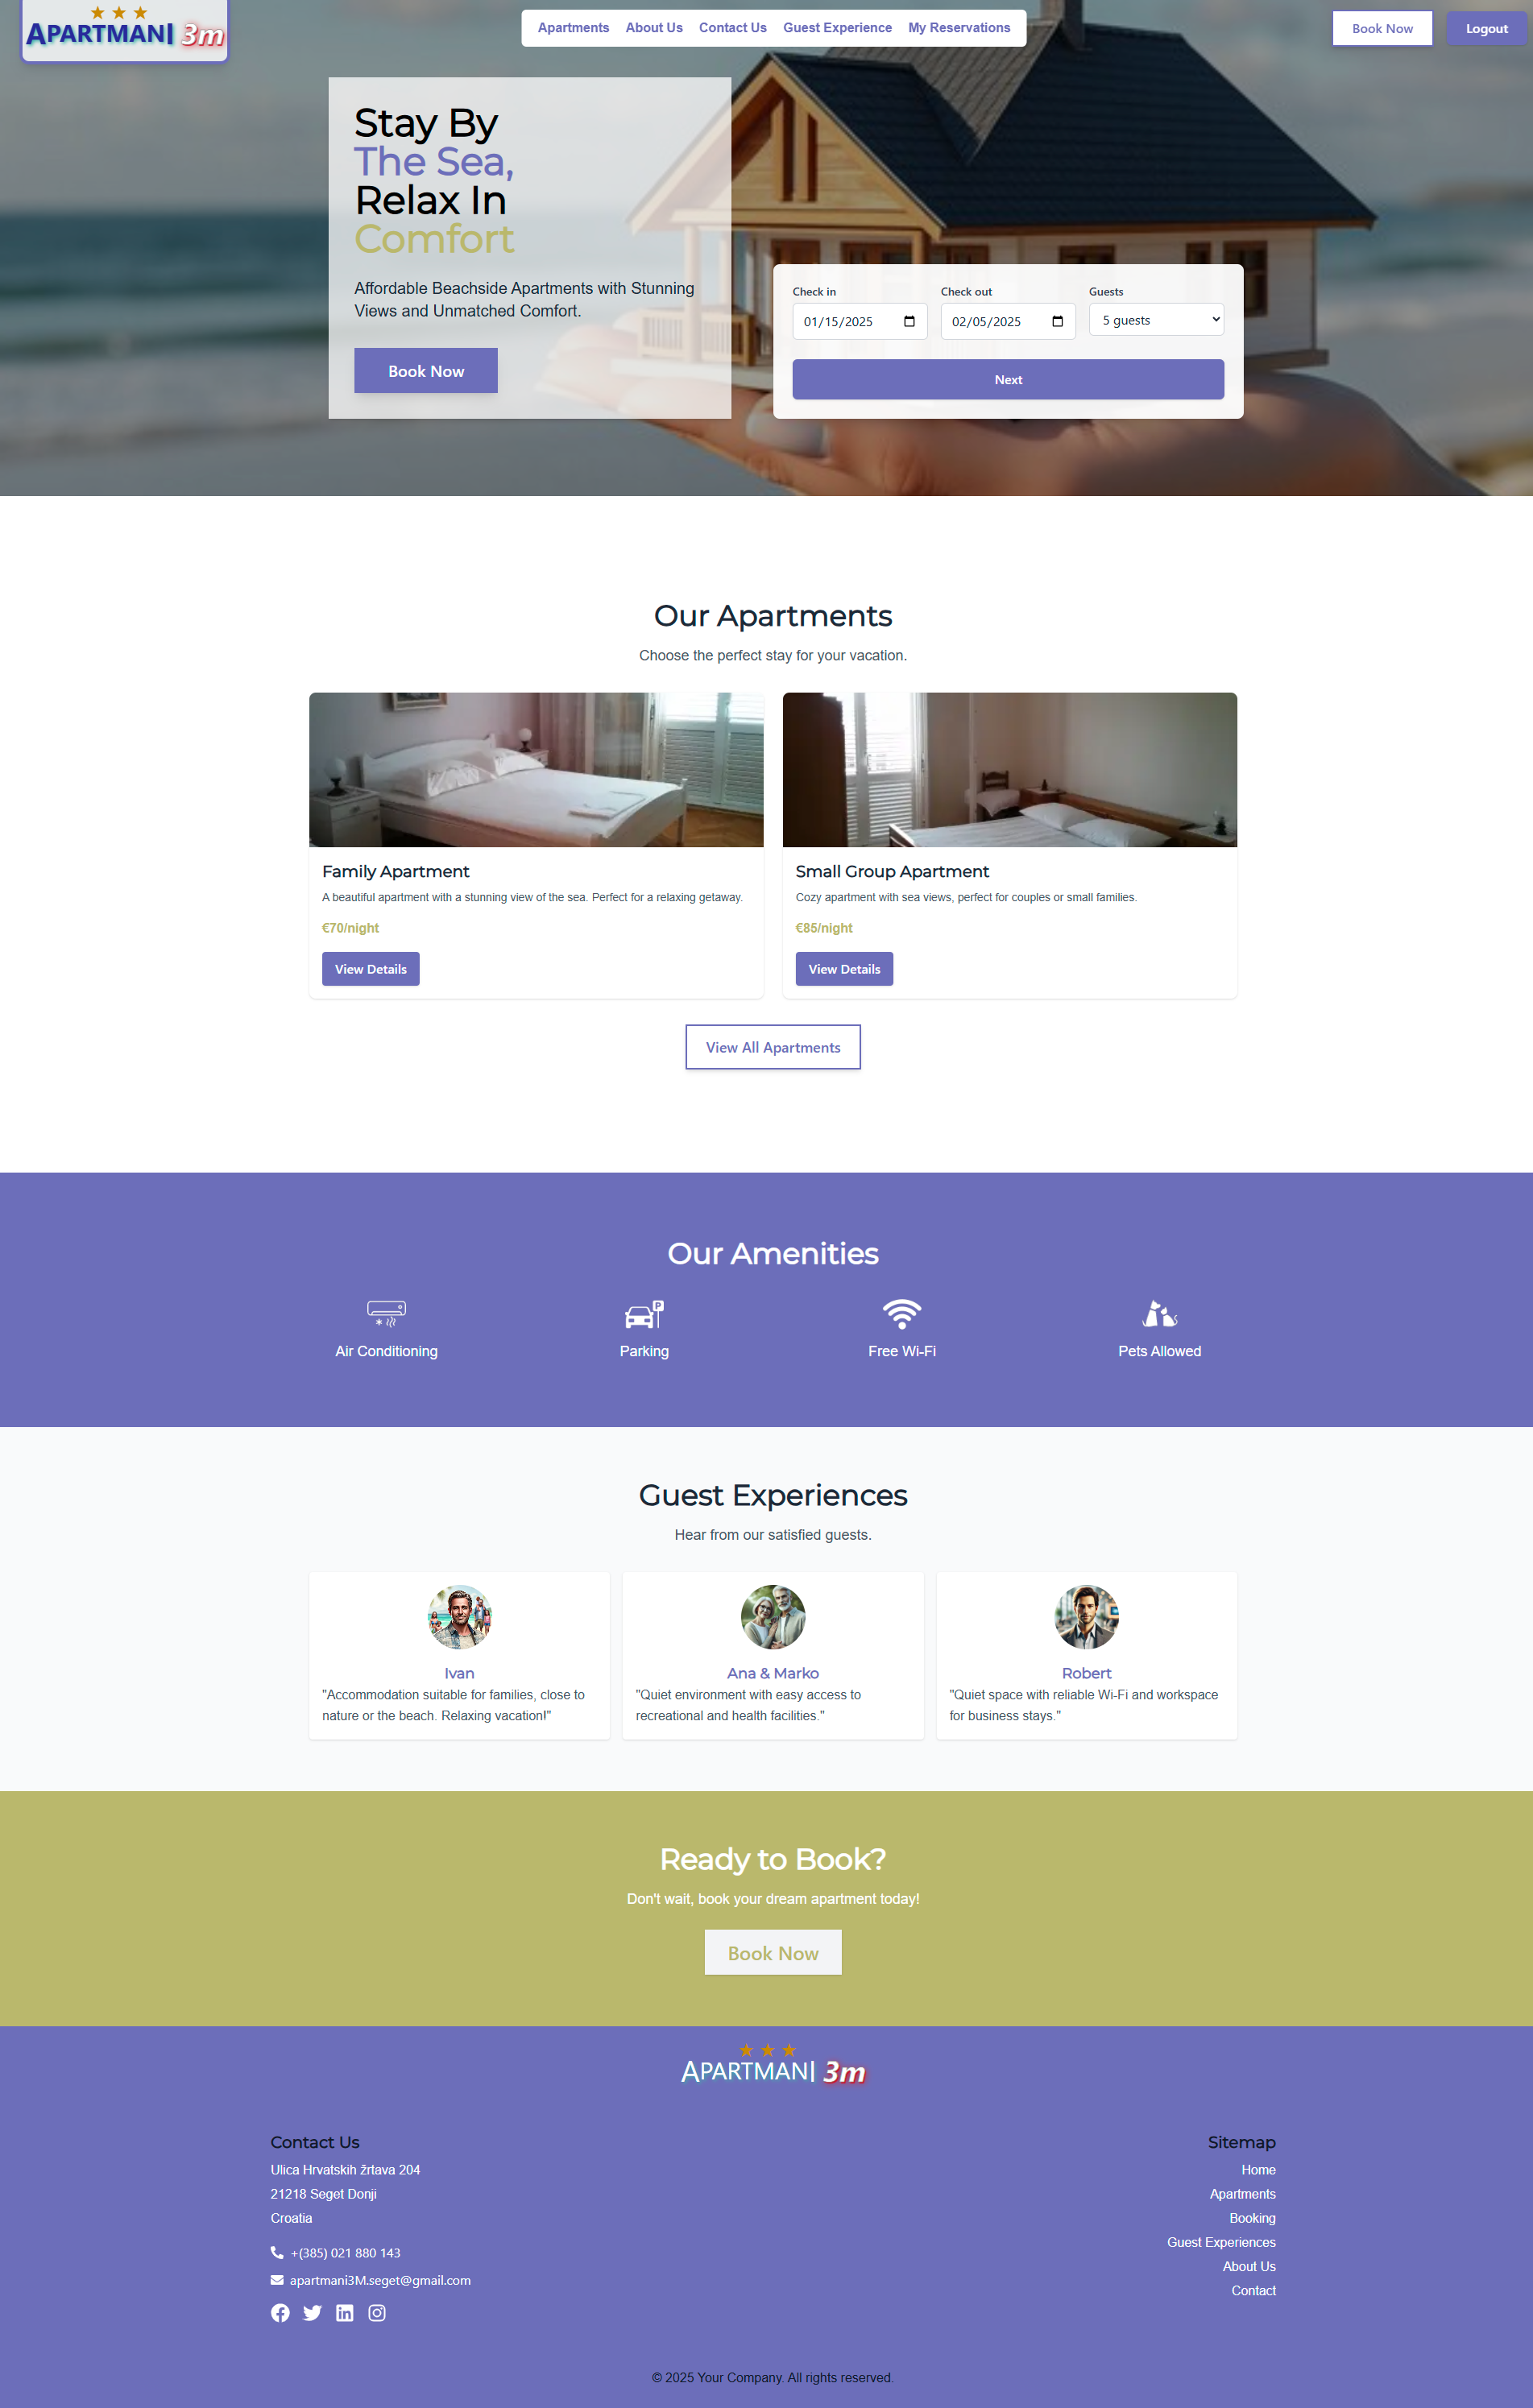 APARTMANI 3m
Apartments About Us Contact Us Guest Experience My Reservations
Book Now
Logout
Stay By
The Sea,
Relax In
Comfort
Affordable Beachside Apartments with Stunning
Views and Unmatched Comfort.
Book Now
Check in Check out Guests
01/15/2025 02/05/2025 5 guests
Next
Our Apartments
Choose the perfect stay for your vacation.
Family Apartment
A beautiful apartment with a stunning view of the sea. Perfect for a relaxing getaway.
€70/night
View Details
Small Group Apartment
Cozy apartment with sea views, perfect for couples or small families.
€85/night
View Details
View All Apartments
Our Amenities
P
Air Conditioning Parking Free Wi-Fi Pets Allowed
Guest Experiences
Hear from our satisfied guests.
Ivan
"Accommodation suitable for families, close to
nature or the beach. Relaxing vacation!"
Ana & Marko
"Quiet environment with easy access to
recreational and health facilities."
Robert
"Quiet space with reliable Wi-Fi and workspace
for business stays."
Ready to Book?
Don't wait, book your dream apartment today!
Book Now
APARTMANI 3m
Contact Us
Ulica Hrvatskih žrtava 204
21218 Seget Donji
Croatia
+(385) 021 880 143
apartmani3M.seget@gmail.com
Sitemap
Home
Apartments
Booking
Guest Experiences
About Us
Contact
© 2025 Your Company. All rights reserved.